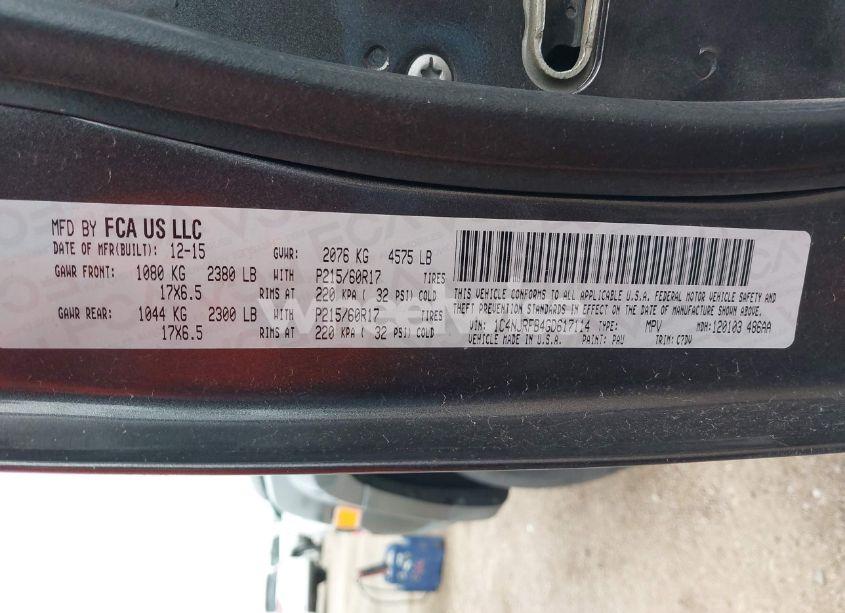 MFD BY FCA US LLC
DATE OF MFR(BUILT): 12-15 GVWR: 2076 KG 4575 LB
GAWR FRONT: 1080 KG 2380 LB WITH P215/60R17 TIRES
17X6.5 RIMS AT 220 KPA ( 32 PSI) COLD
GAWR REAR: 1044 KG 2300 LB WITH P215/60R17 TIRES
17X6.5 RIMS AT 220 KPA ( 32 PSI) COLD
THIS VEHICLE CONFORMS TO ALL APPLICABLE U.S.A. FEDERAL MOTOR VEHICLE SAFETY AND
THEFT PREVENTION STANDARDS IN EFFECT ON THE DATE OF MANUFACTURE SHOWN ABOVE.
VIN: 1C4NJRFB4GD617114 TYPE: MPV MDH: 120103 486AA
VEHICLE MADE IN U.S.A. PAINT: PAU TRIM: C7DV